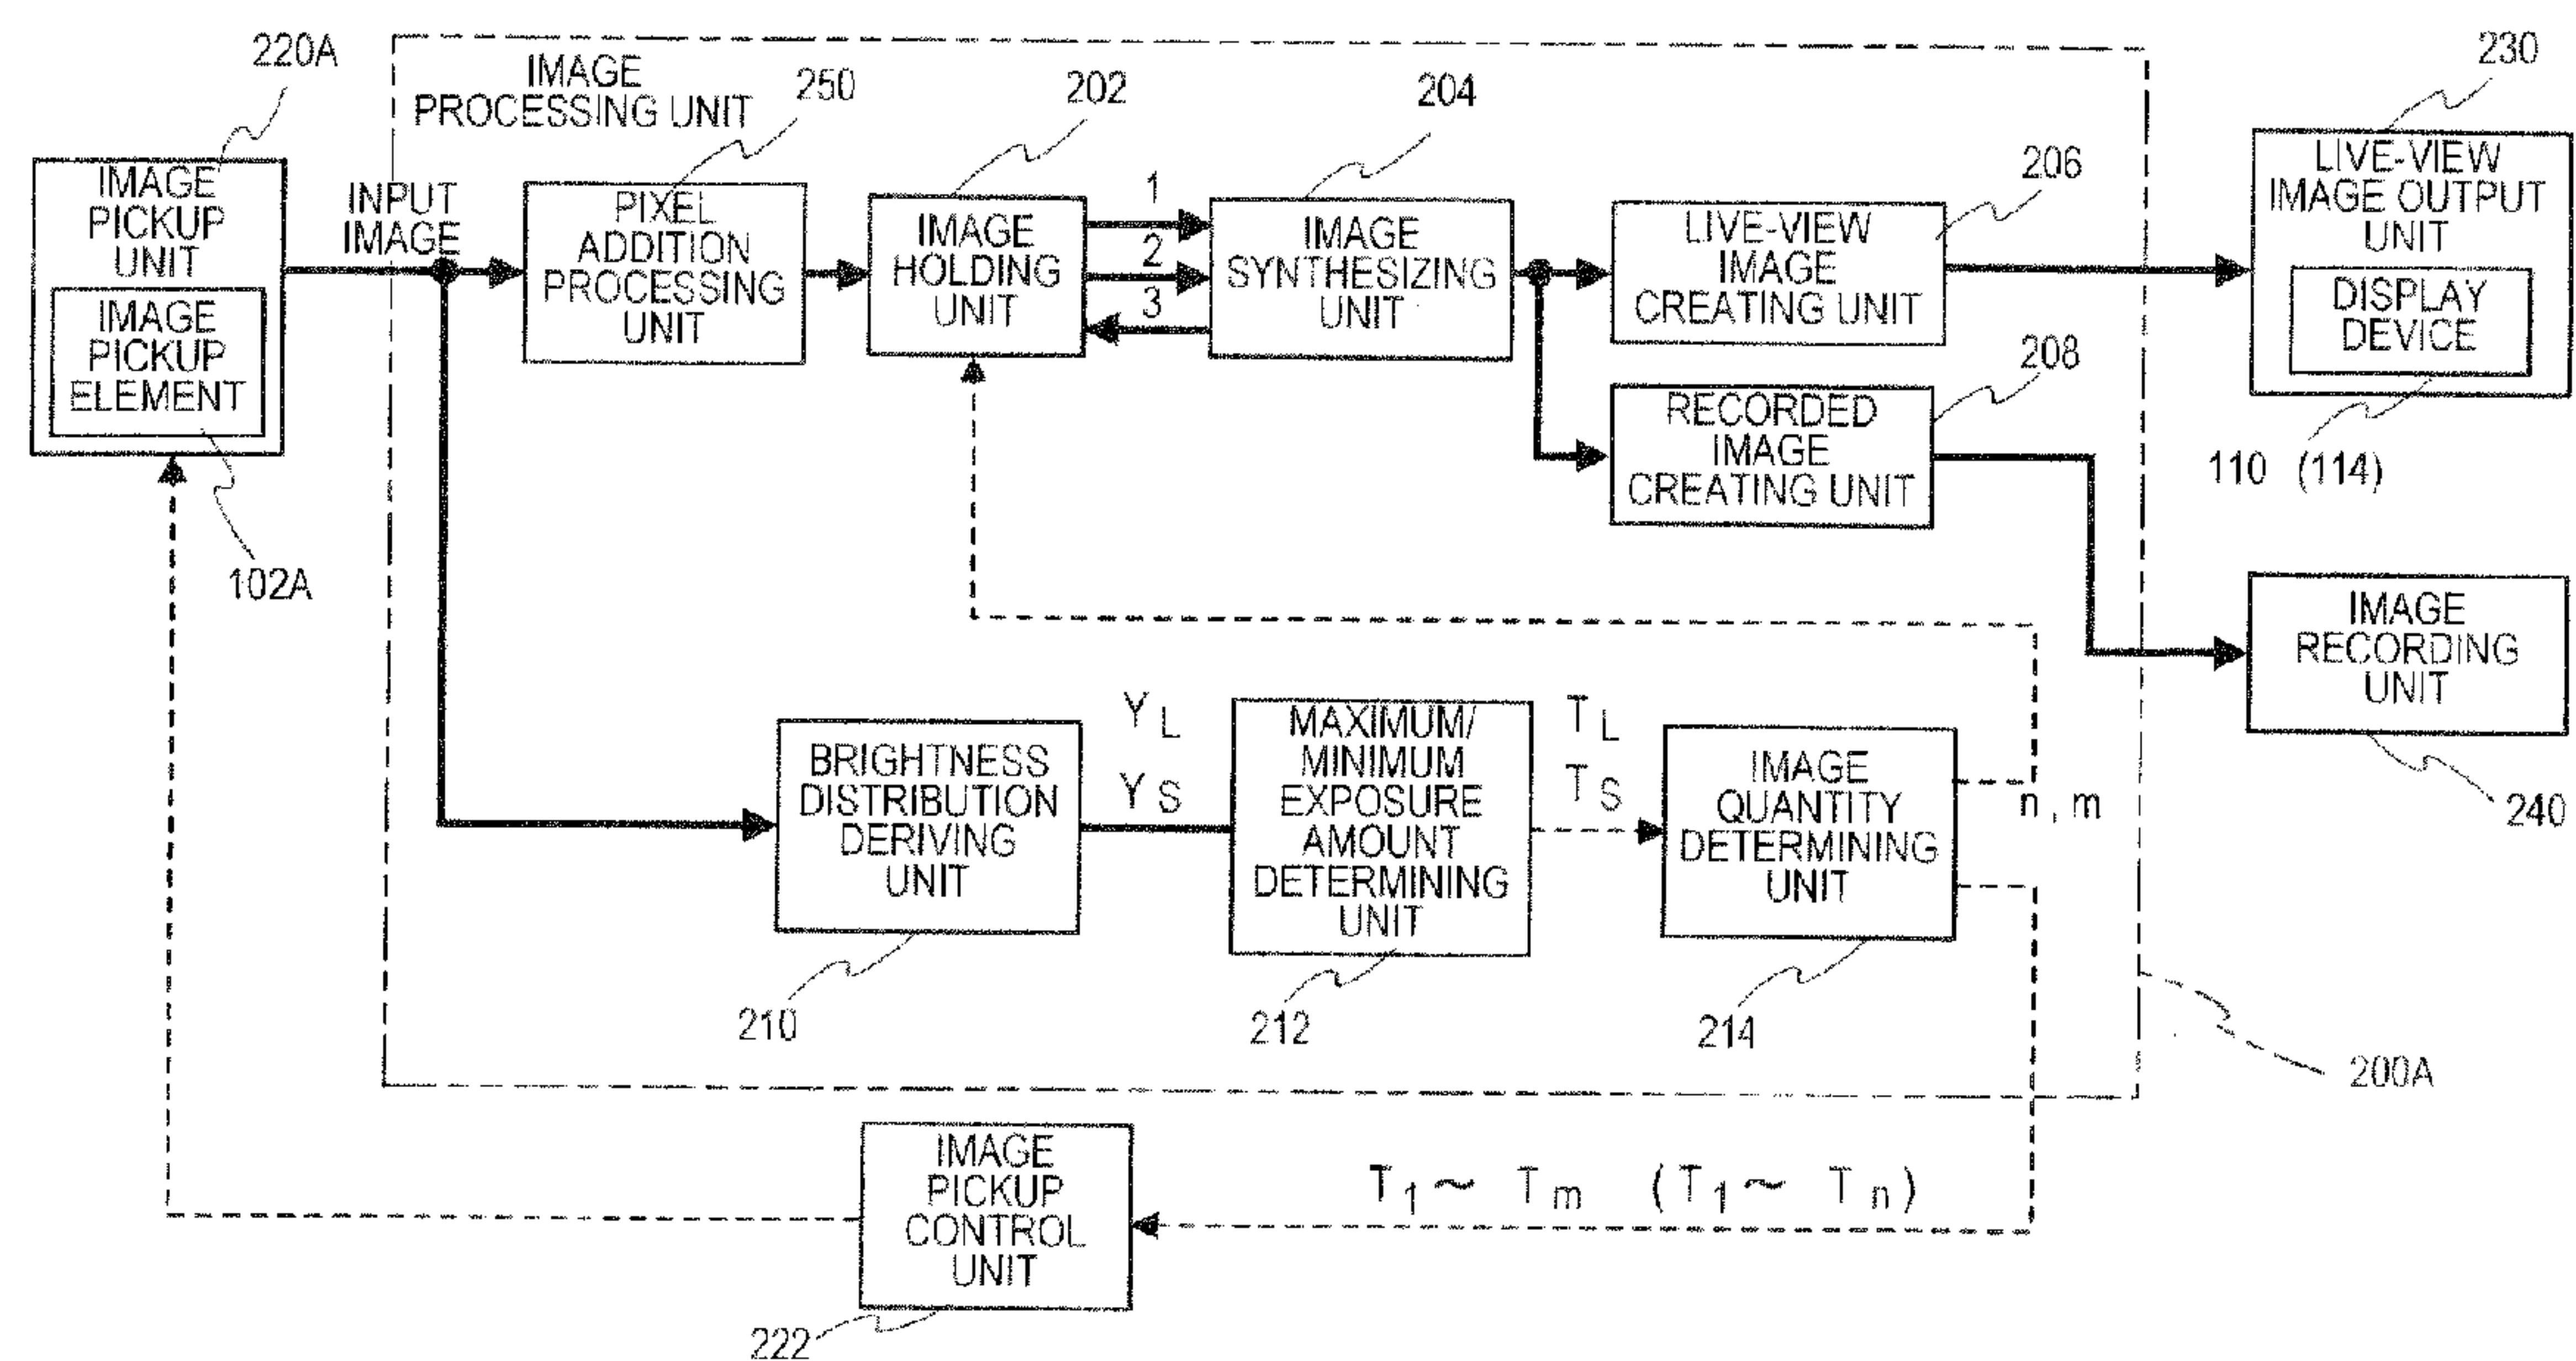 220A
IMAGE
PROCESSING UNIT
250
202
204
230
IMAGE
PICKUP
UNIT
IMAGE
PICKUP
ELEMENT
102A
INPUT
IMAGE
PIXEL
ADDITION
PROCESSING
UNIT
IMAGE
HOLDING
UNIT
1
2
3
IMAGE
SYNTHESIZING
UNIT
206
LIVE-VIEW
IMAGE
CREATING UNIT
208
RECORDED
IMAGE
CREATING UNIT
LIVE-VIEW
IMAGE OUTPUT
UNIT
DISPLAY
DEVICE
110 (114)
IMAGE
RECORDING
UNIT
240
BRIGHTNESS
DISTRIBUTION
DERIVING
UNIT
210
YL
YS
MAXIMUM/
MINIMUM
EXPOSURE
AMOUNT
DETERMINING
UNIT
212
TL
TS
IMAGE
QUANTITY
DETERMINING
UNIT
214
n, m
200A
IMAGE
PICKUP
CONTROL
UNIT
222
T1~ Tm (T1~ Tn)